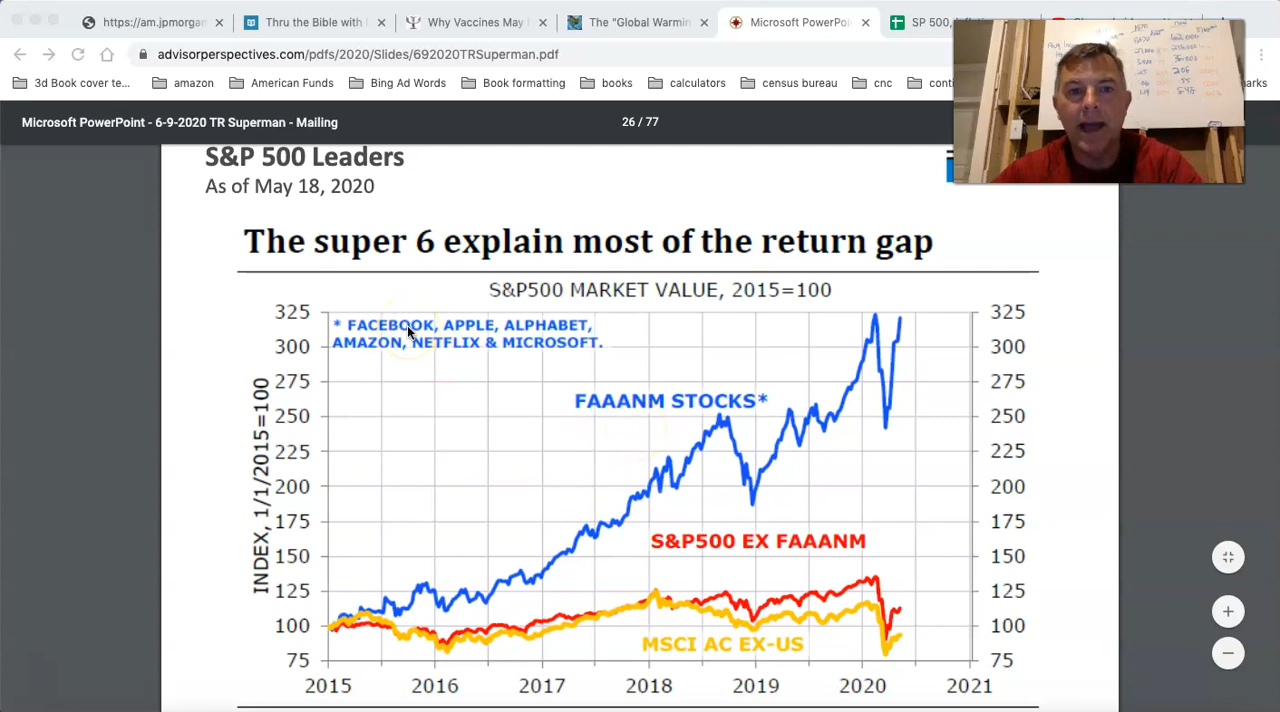 https://am.jpmorgan
Thru the Bible with
Why Vaccines May
The "Global Warmin
Microsoft PowerPoin
SP 500, inflation
advisorperspectives.com/pdfs/2020/Slides/692020TRSuperman.pdf
3d Book cover te...
amazon
American Funds
Bing Ad Words
Book formatting
books
calculators
census bureau
cnc
cont
marks
Microsoft PowerPoint - 6-9-2020 TR Superman - Mailing
26 / 77
S&P 500 Leaders
As of May 18, 2020
The super 6 explain most of the return gap
S&P500 MARKET VALUE, 2015=100
* FACEBOOK, APPLE, ALPHABET,
AMAZON, NETFLIX & MICROSOFT.
325
300
275
250
225
200
175
150
125
100
75
INDEX, 1/1/2015=100
FAAANM STOCKS*
S&P500 EX FAAANM
MSCI AC EX-US
325
300
275
250
225
200
175
150
125
100
75
2015
2016
2017
2018
2019
2020
2021